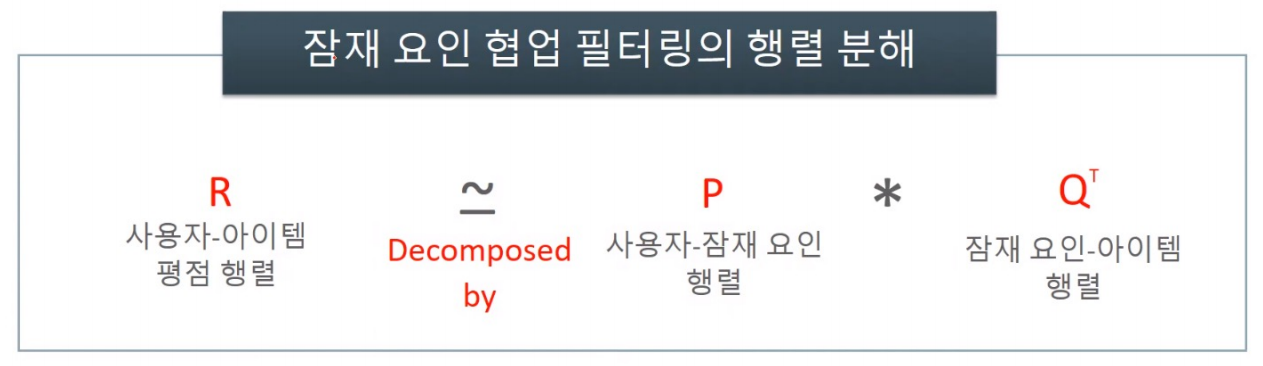 잠재 요인 협업 필터링의 행렬 분해
R ≃ P * Qᵀ
사용자-아이템
평점 행렬
Decomposed
by
사용자-잠재 요인
행렬
잠재 요인-아이템
행렬